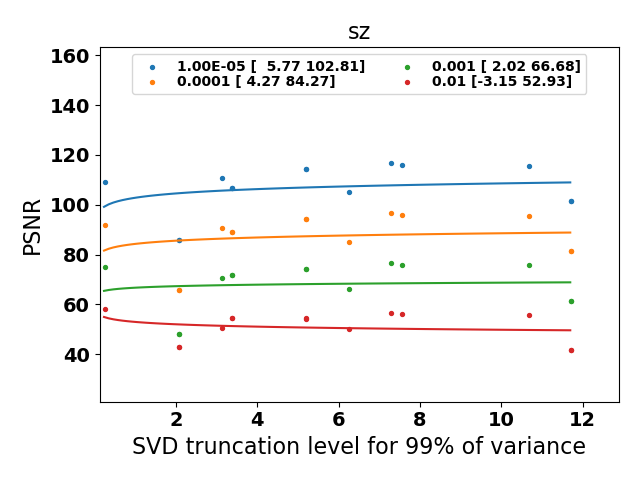 sz
1.00E-05 [  5.77 102.81]
0.0001 [ 4.27 84.27]
0.001 [ 2.02 66.68]
0.01 [-3.15 52.93]
160
140
120
100
80
60
40
PSNR
2 4 6 8 10 12
SVD truncation level for 99% of variance